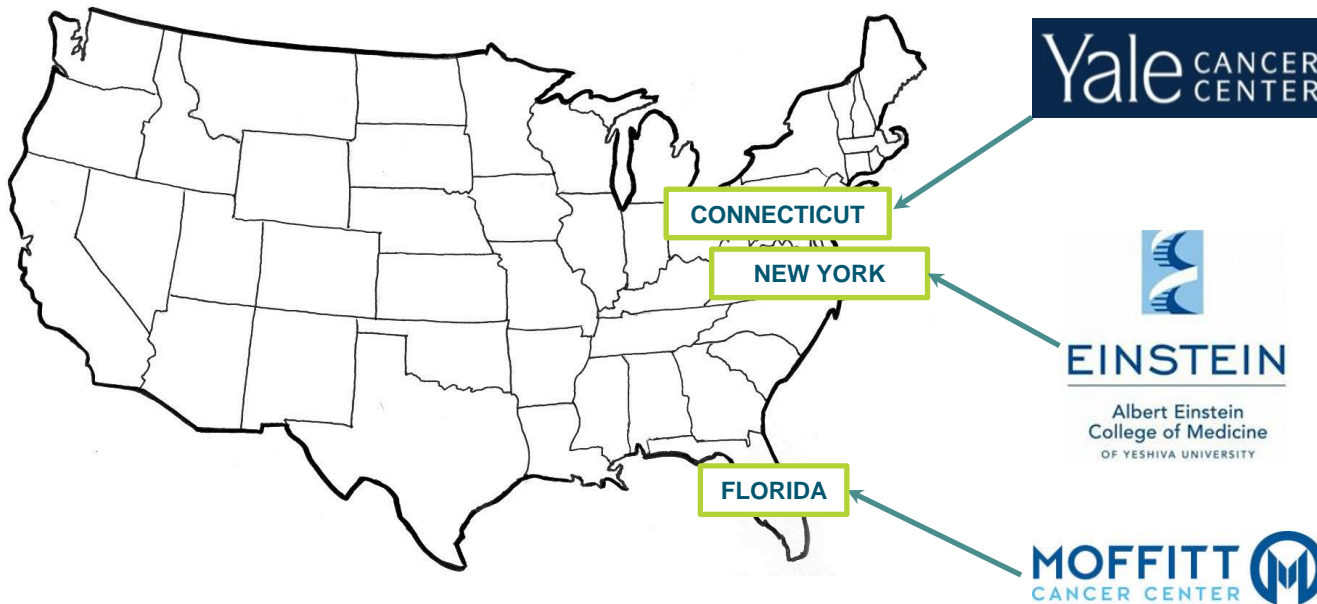 Yale CANCER
CENTER
CONNECTICUT
NEW YORK
EINSTEIN
Albert Einstein
College of Medicine
OF YESHIVA UNIVERSITY
FLORIDA
MOFFITT
CANCER CENTER